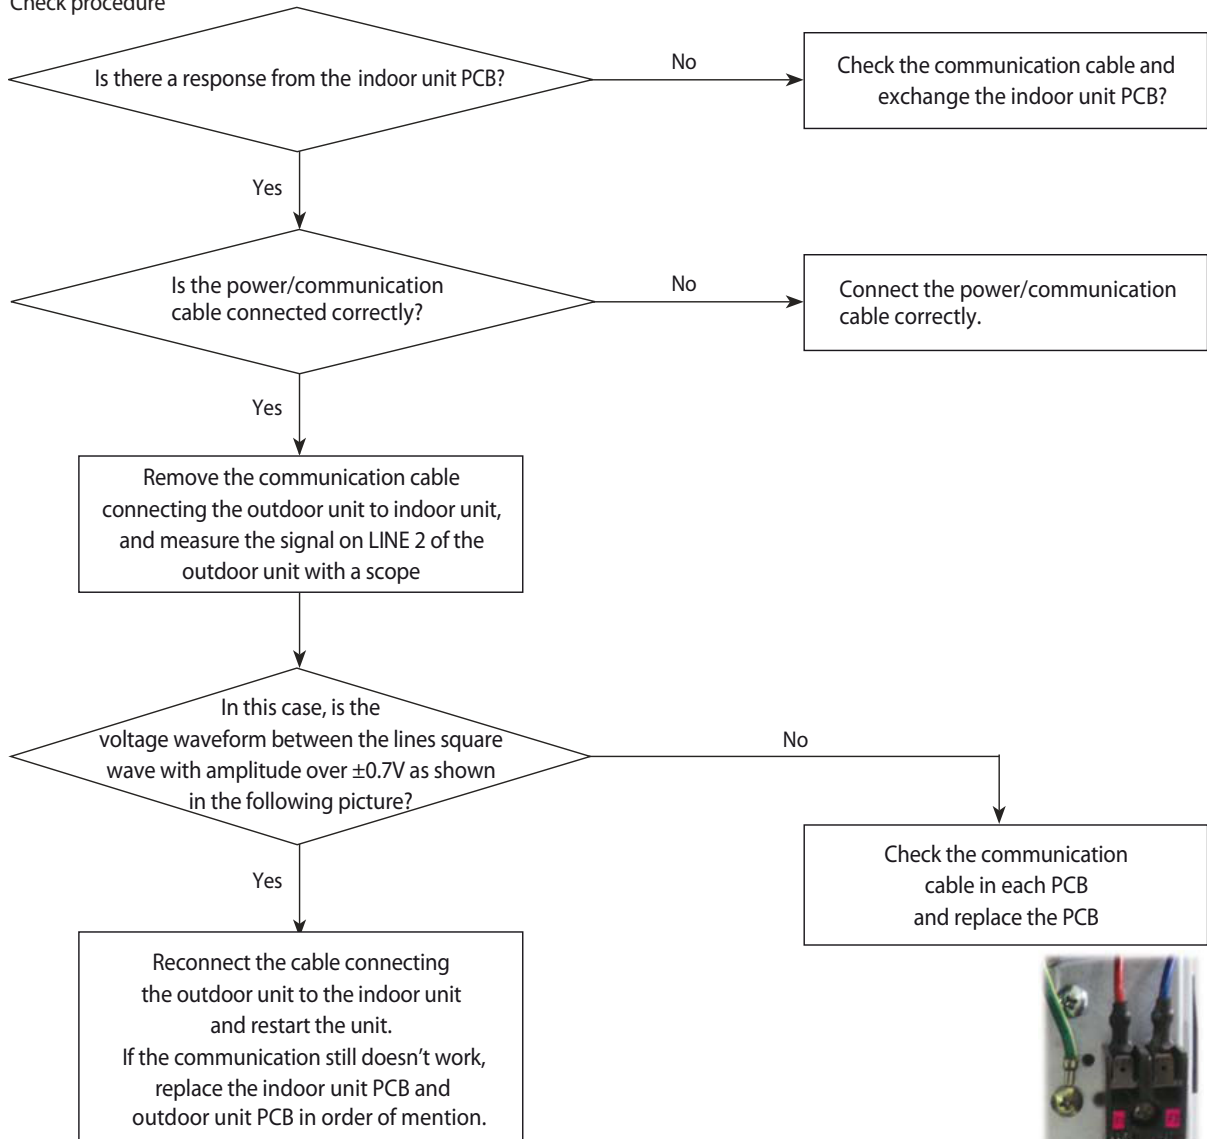 Check procedure
Is there a response from the indoor unit PCB?
No
Check the communication cable and
exchange the indoor unit PCB?
Yes
Is the power/communication
cable connected correctly?
No
Connect the power/communication
cable correctly.
Yes
Remove the communication cable
connecting the outdoor unit to indoor unit,
and measure the signal on LINE 2 of the
outdoor unit with a scope
In this case, is the
voltage waveform between the lines square
wave with amplitude over ±0.7V as shown
in the following picture?
No
Check the communication
cable in each PCB
and replace the PCB
Yes
Reconnect the cable connecting
the outdoor unit to the indoor unit
and restart the unit.
If the communication still doesn't work,
replace the indoor unit PCB and
outdoor unit PCB in order of mention.